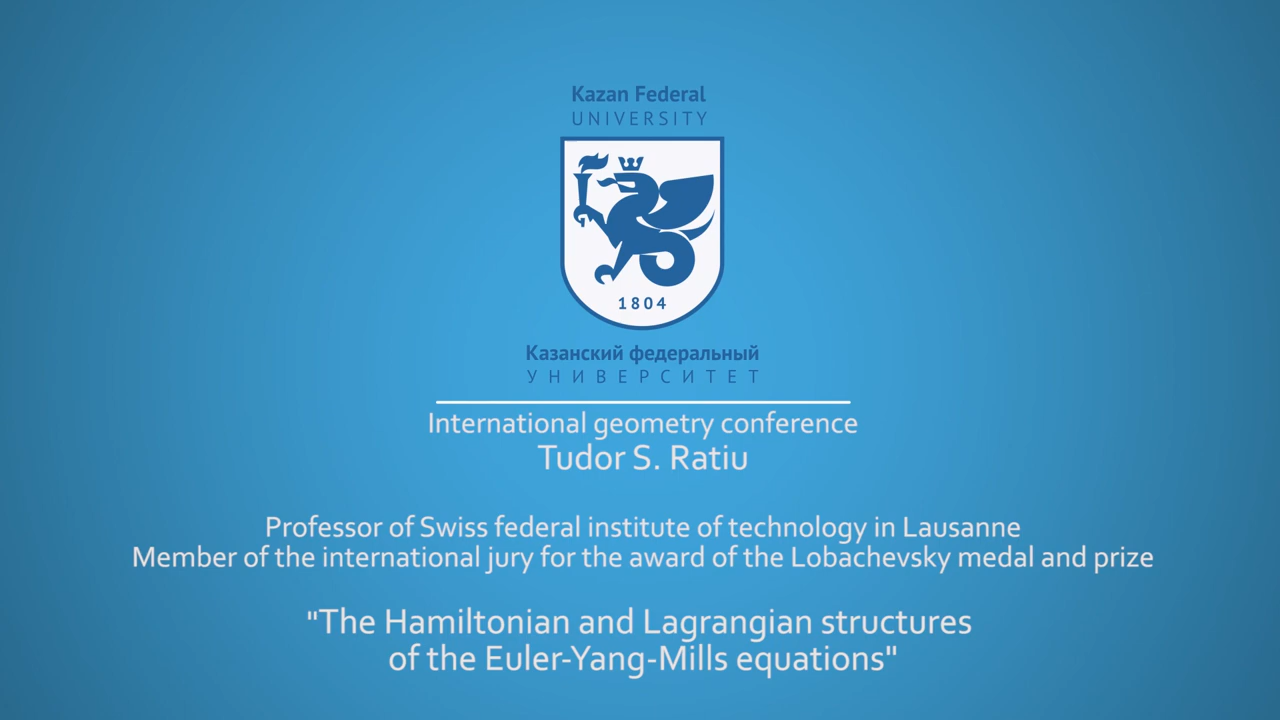 Kazan Federal
UNIVERSITY
1804
Казанский федеральный
УНИВЕРСИТЕТ
International geometry conference
Tudor S. Ratiu
Professor of Swiss federal institute of technology in Lausanne
Member of the international jury for the award of the Lobachevsky medal and prize
"The Hamiltonian and Lagrangian structures
of the Euler-Yang-Mills equations"